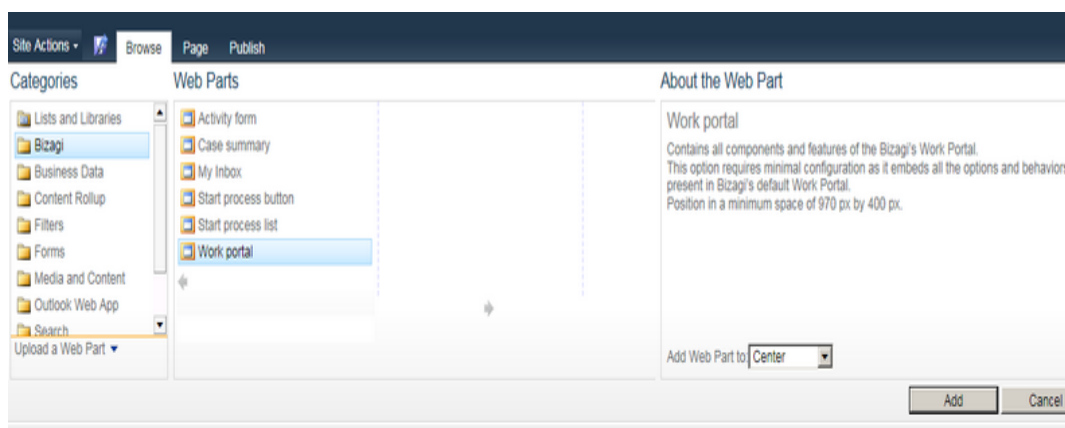 Site Actions
Browse
Page
Publish
Categories
Web Parts
About the Web Part
Lists and Libraries
Bizagi
Business Data
Content Rollup
Filters
Forms
Media and Content
Outlook Web App
Search
Upload a Web Part
Activity form
Case summary
My Inbox
Start process button
Start process list
Work portal
Work portal
Contains all components and features of the Bizagi's Work Portal.
This option requires minimal configuration as it embeds all the options and behaviors
present in Bizagi's default Work Portal.
Position in a minimum space of 970 px by 400 px.
Add Web Part to: Center
Add
Cancel